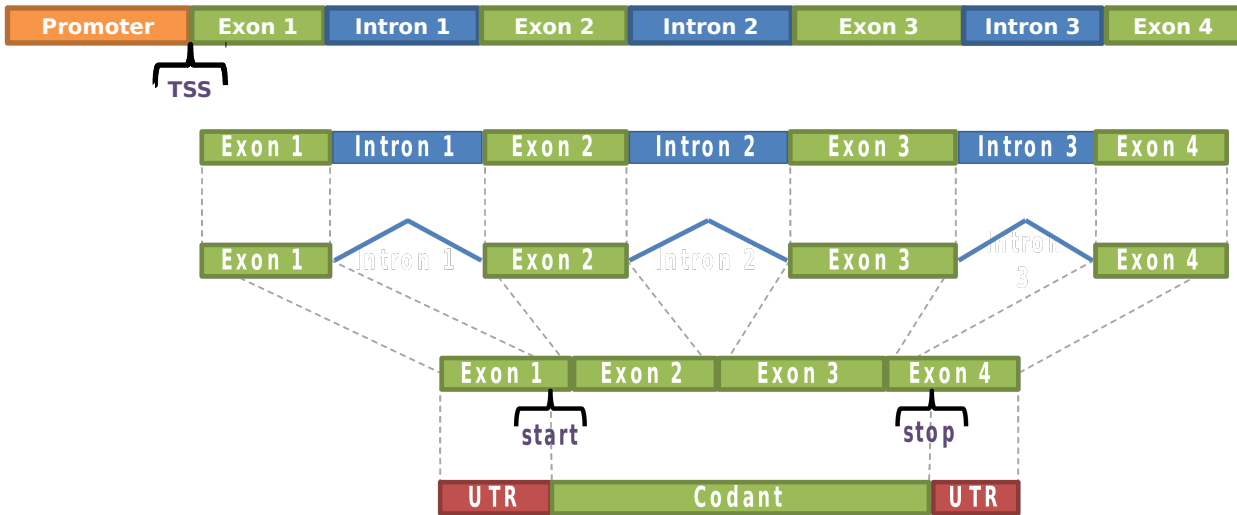 Promoter Exon 1 Intron 1 Exon 2 Intron 2 Exon 3 Intron 3 Exon 4
TSS
Exon 1 Intron 1 Exon 2 Intron 2 Exon 3 Intron 3 Exon 4
Exon 1 Intron 1 Exon 2 Intron 2 Exon 3 Intron Exon 4
3
Exon 1 Exon 2 Exon 3 Exon 4
start stop
UTR Codant UTR